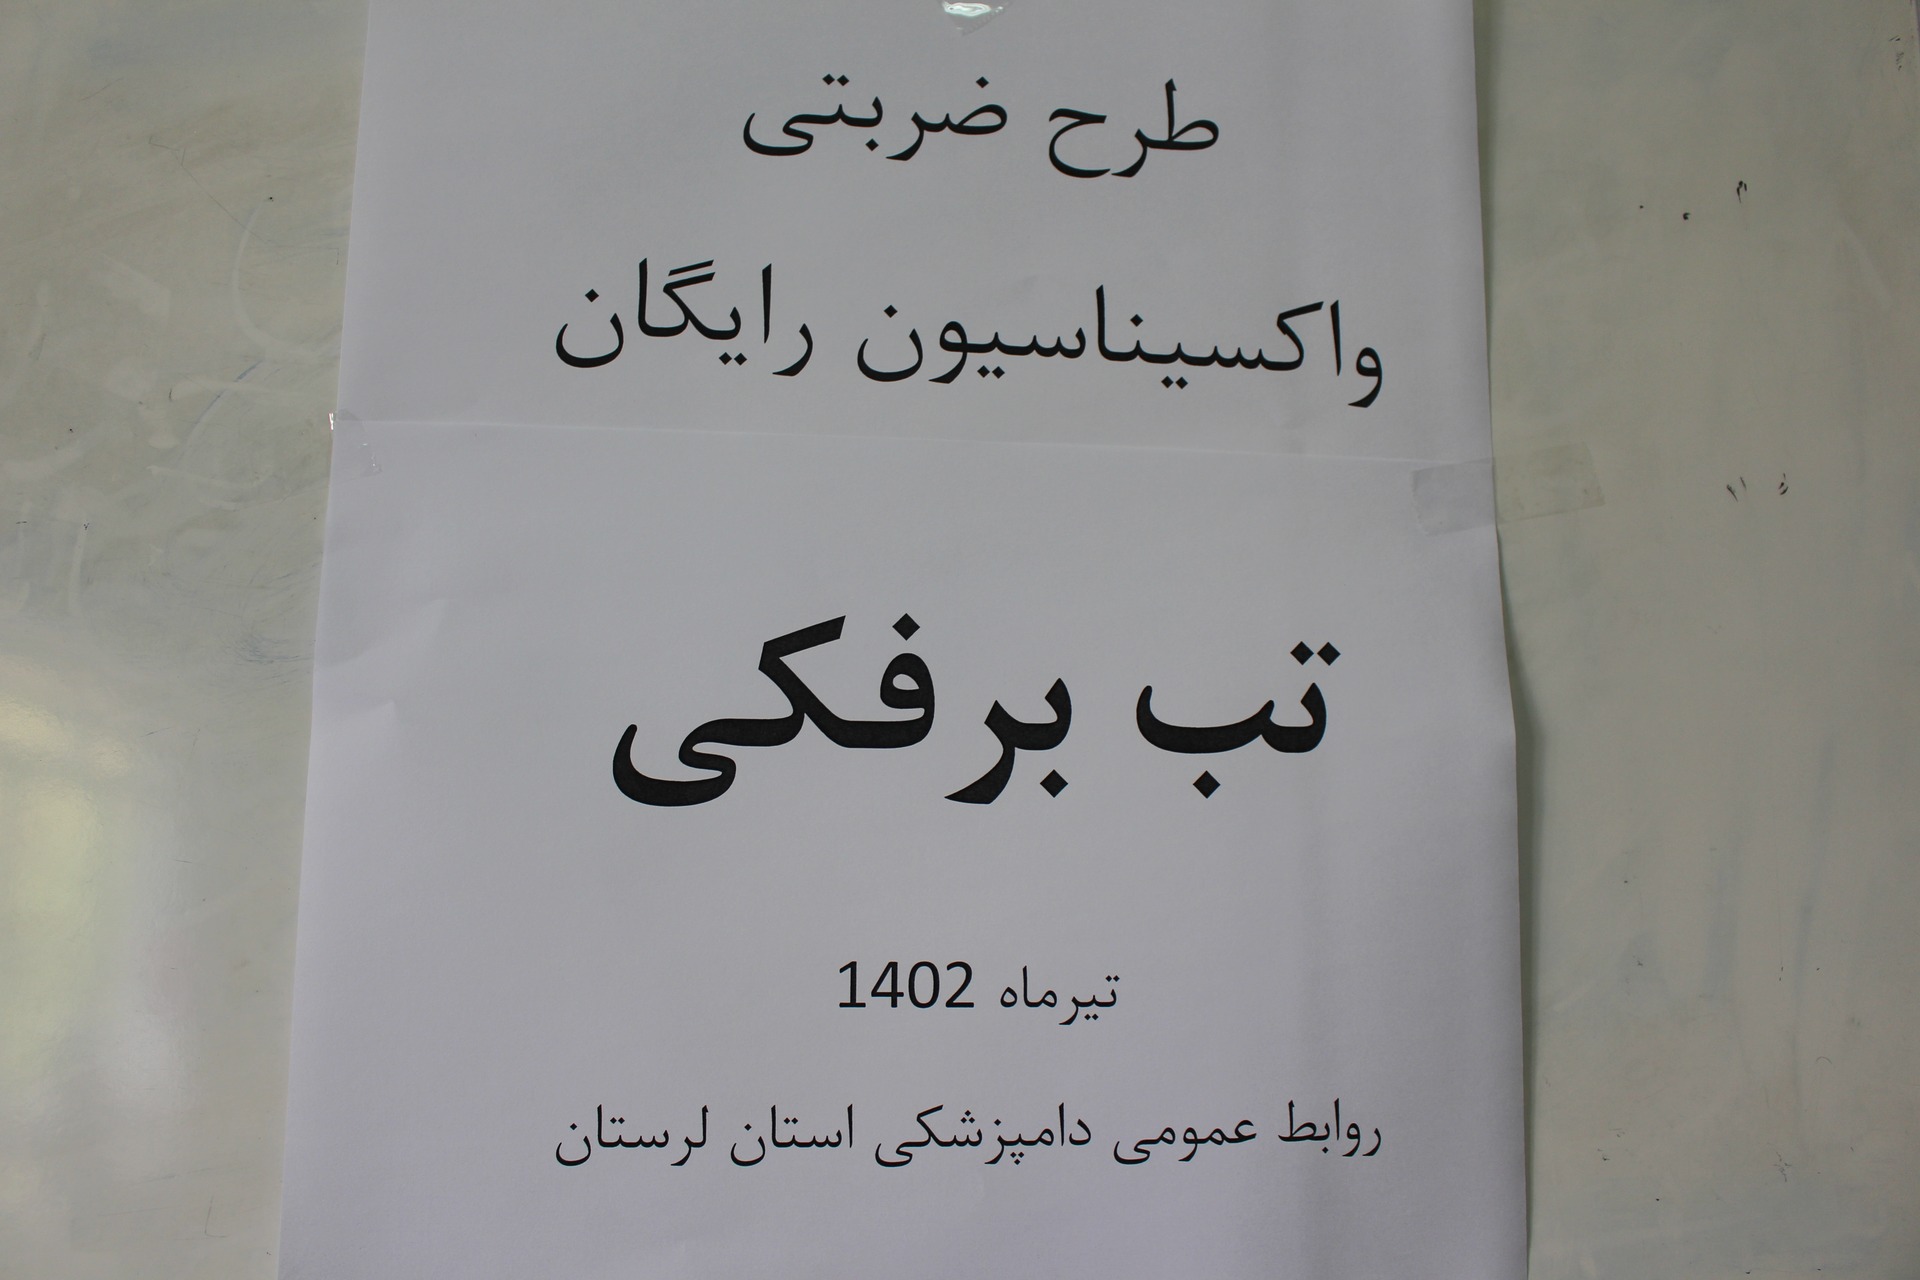 طرح ضربتی
واکسیناسیون رایگان
تب برفکی
تیرماه 1402
روابط عمومی دامپزشکی استان لرستان